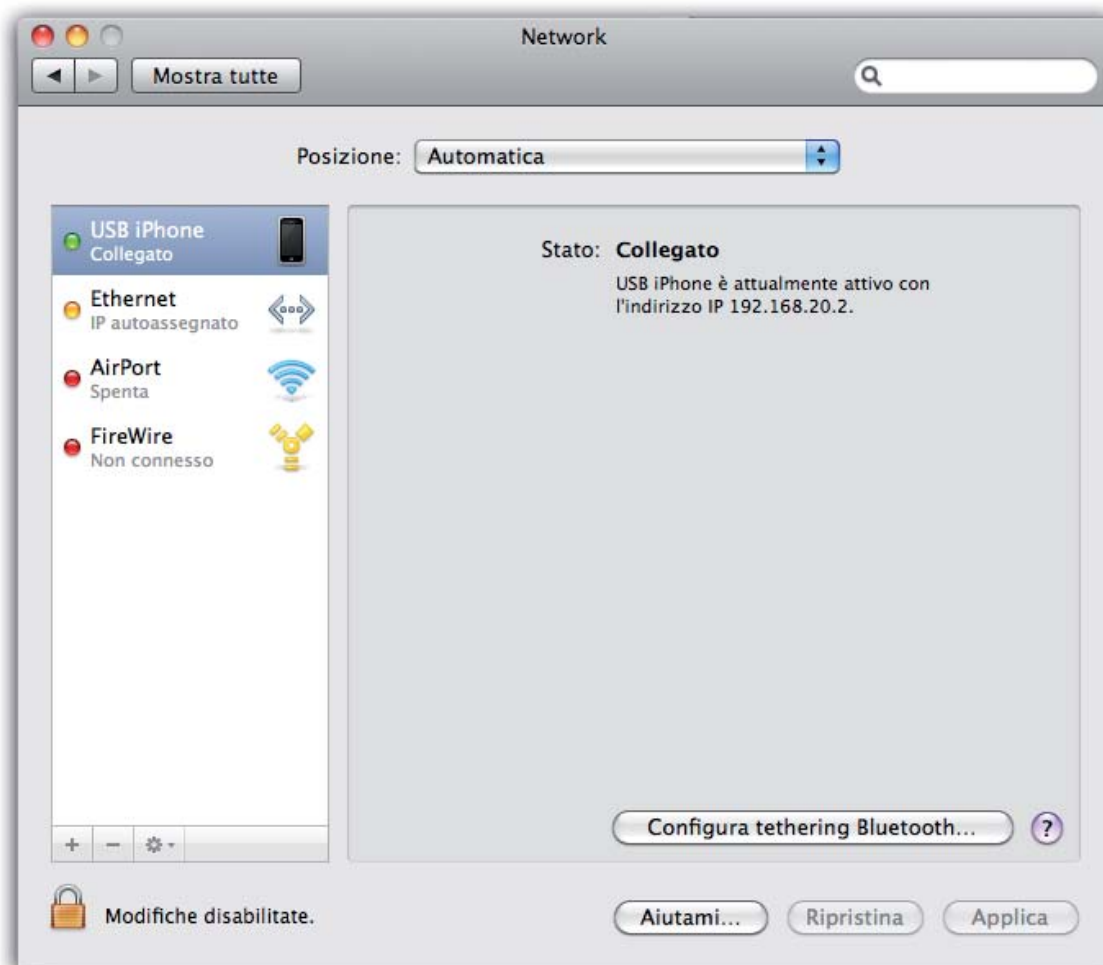 Network
Mostra tutte
Posizione: Automatica
USB iPhone
Collegato
Ethernet
IP autoassegnato
AirPort
Spenta
FireWire
Non connesso
Stato: Collegato
USB iPhone è attualmente attivo con
l'indirizzo IP 192.168.20.2.
Configura tethering Bluetooth...
?
Modifiche disabilitate.
Aiutami...
Ripristina
Applica